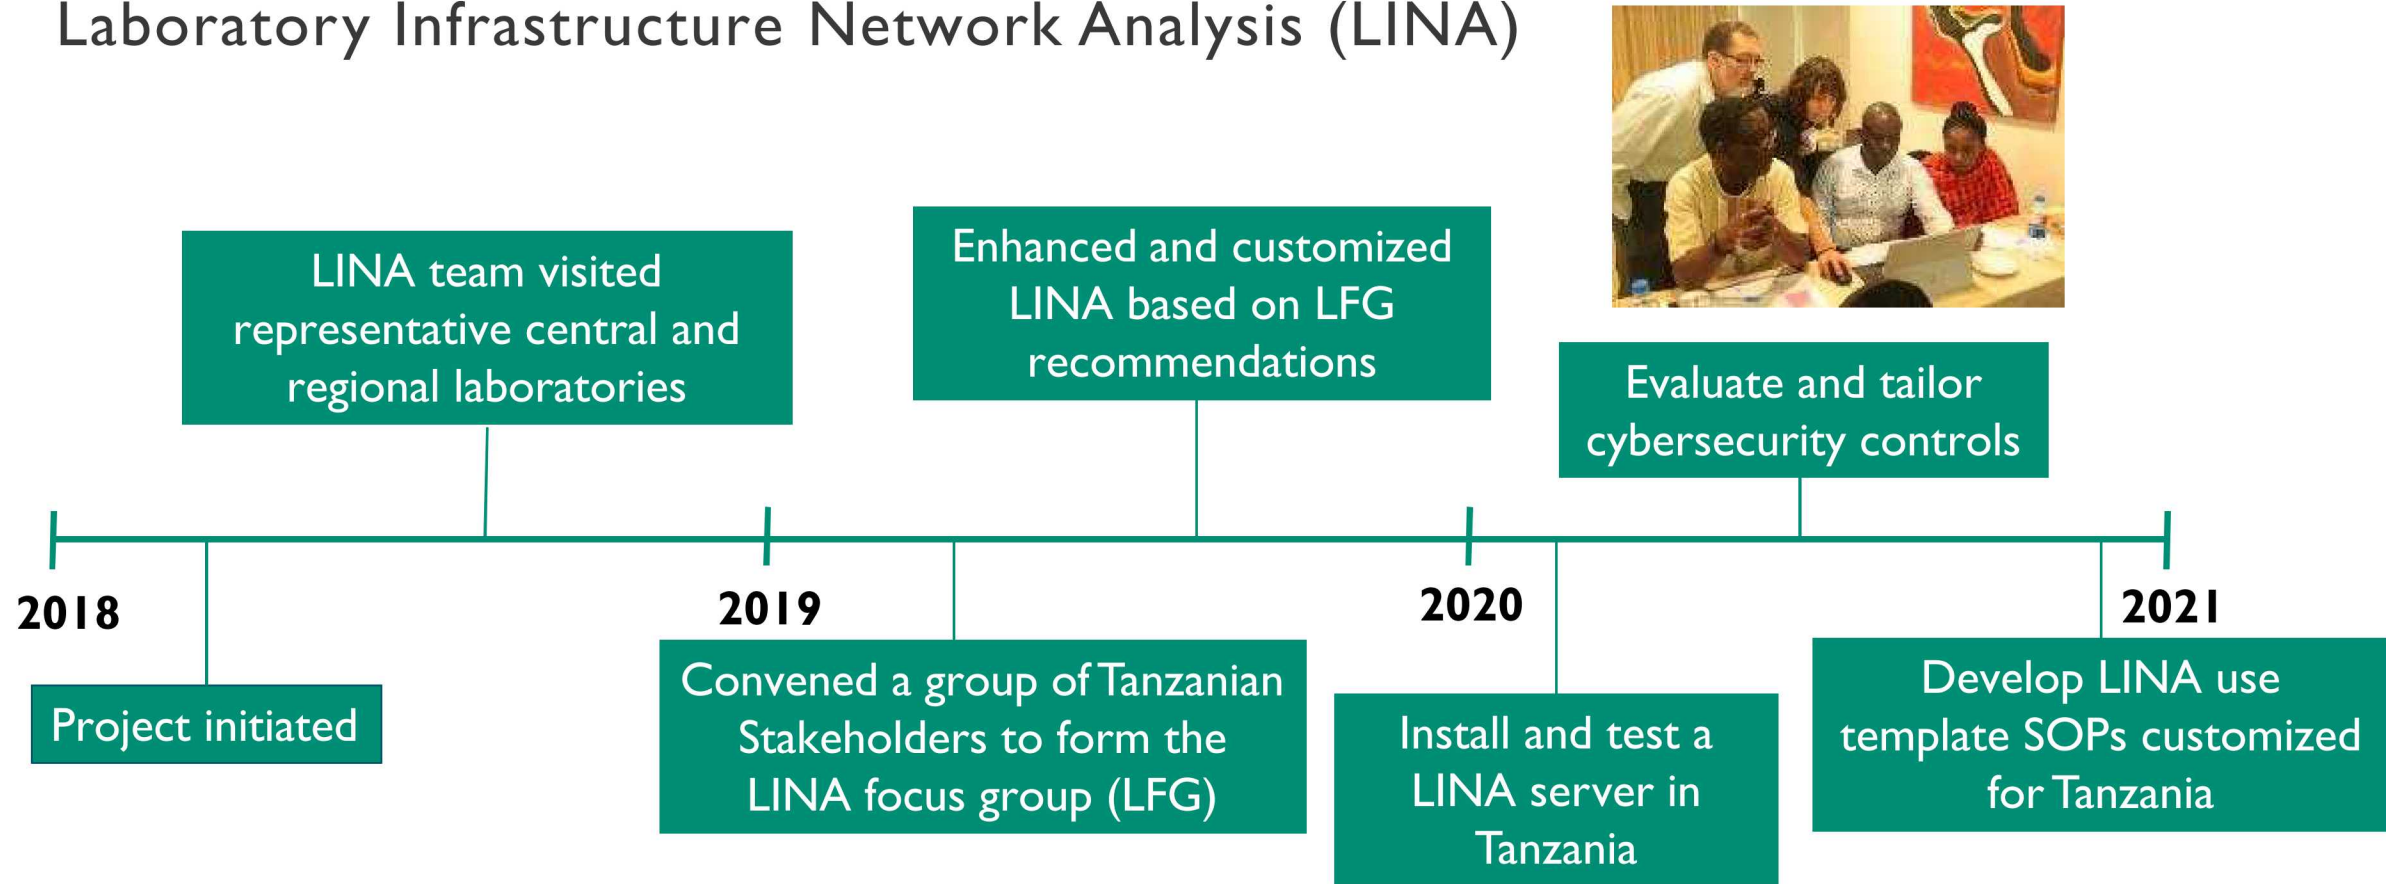 Laboratory Infrastructure Network Analysis (LINA)
LINA team visited
representative central and
regional laboratories
Enhanced and customized
LINA based on LFG
recommendations
Evaluate and tailor
cybersecurity controls
2018
2019
2020
2021
Project initiated
Convened a group of Tanzanian
Stakeholders to form the
LINA focus group (LFG)
Install and test a
LINA server in
Tanzania
Develop LINA use
template SOPs customized
for Tanzania